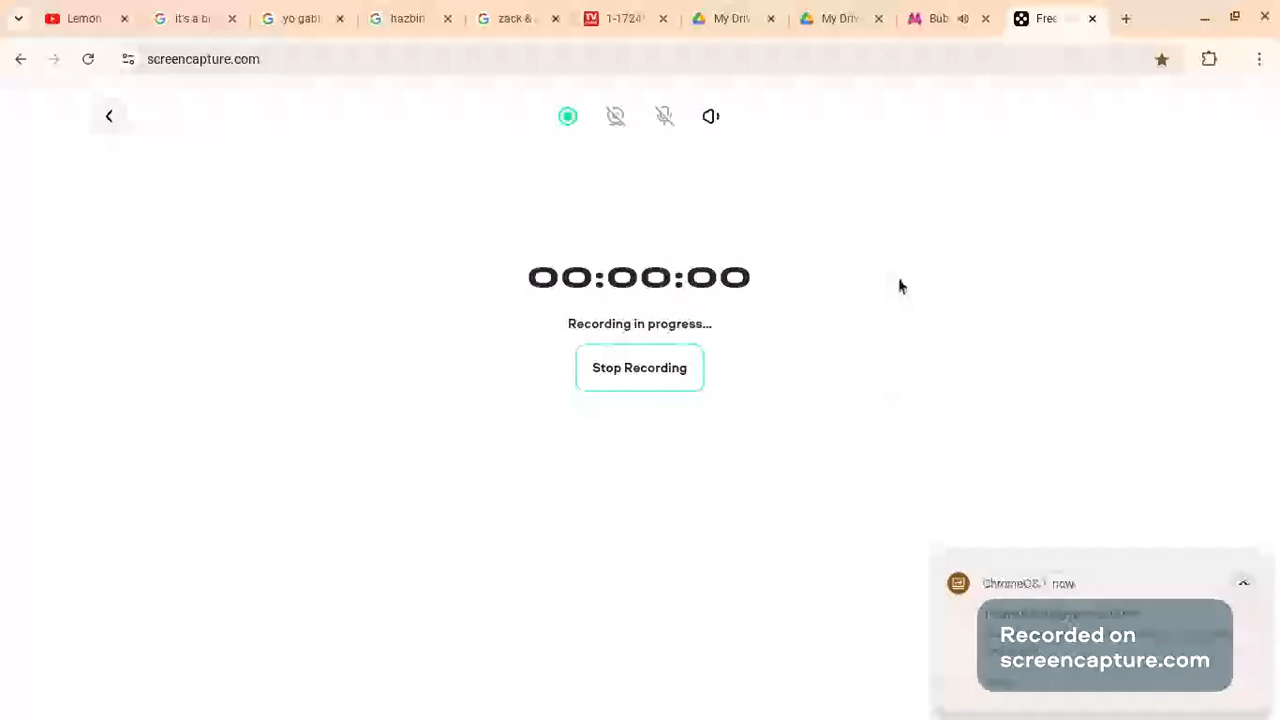 Lemon
it's a b
yo gabl
hazbin
zack &
1-1724
My Driv
My Driv
Bub
Free
screencapture.com
00:00:00
Recording in progress...
Stop Recording
ChromeOS now
Recorded on
screencapture.com